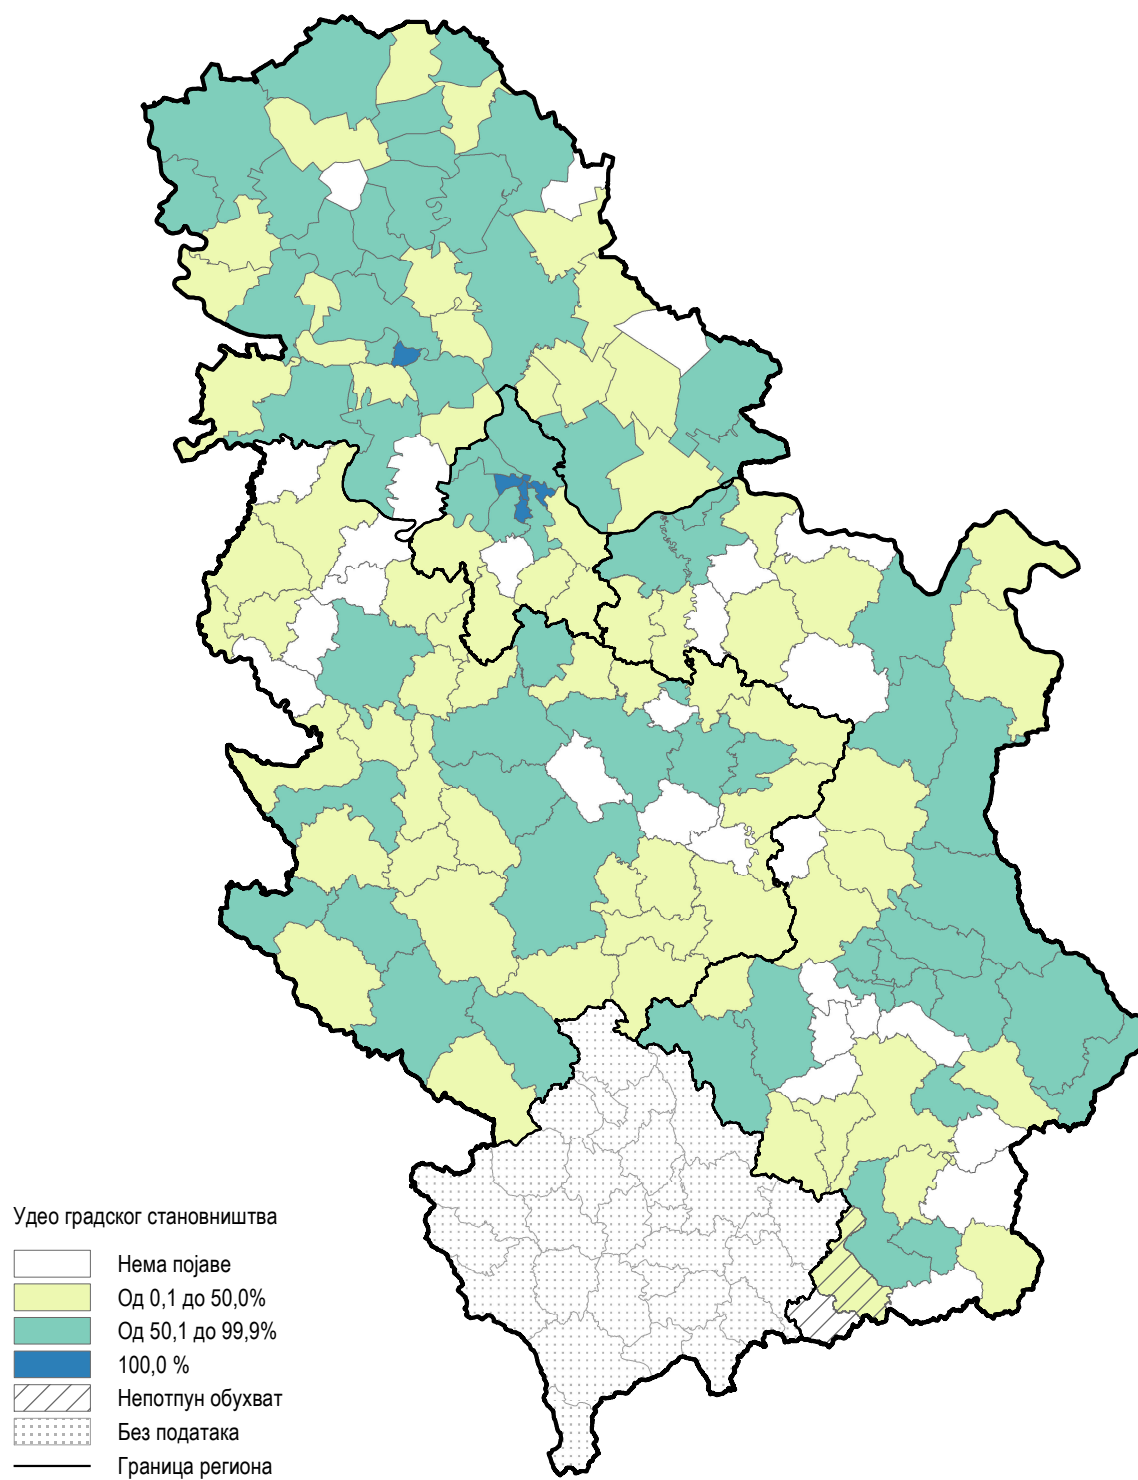 Удео градског становништва
Нема појаве
Од 0,1 до 50,0%
Од 50,1 до 99,9%
100,0 %
Непотпун обухват
Без података
Граница региона